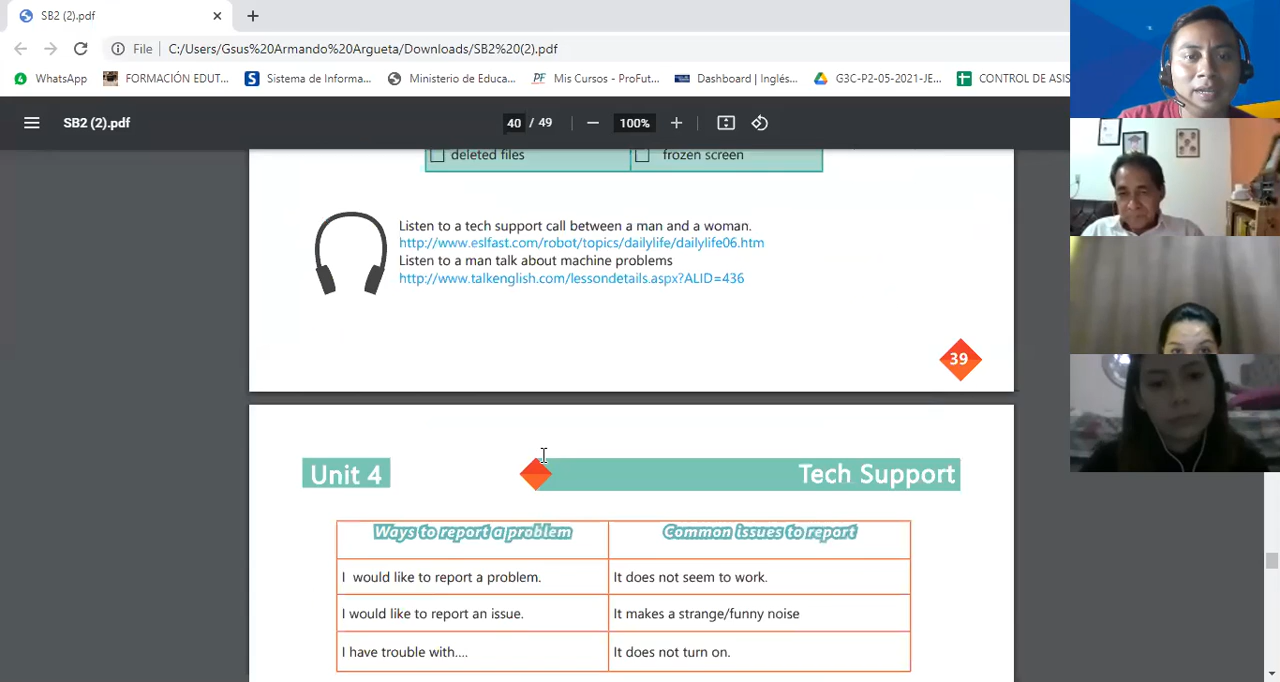 SB2 (2).pdf
File C:/Users/Gsus%20Armando%20Argueta/Downloads/SB2%20(2).pdf
WhatsApp FORMACIÓN EDUT... Sistema de Informa... Ministerio de Educa... Mis Cursos - ProFut... Dashboard | Inglés... G3C-P2-05-2021-JE... CONTROL DE ASIS
SB2 (2).pdf 40 / 49 100%
deleted files frozen screen
Listen to a tech support call between a man and a woman.
http://www.eslfast.com/robot/topics/dailylife/dailylife06.htm
Listen to a man talk about machine problems
http://www.talkenglish.com/lessondetails.aspx?ALID=436
39
Unit 4 Tech Support
Ways to report a problem Common issues to report
I would like to report a problem. It does not seem to work.
I would like to report an issue. It makes a strange/funny noise
I have trouble with.... It does not turn on.